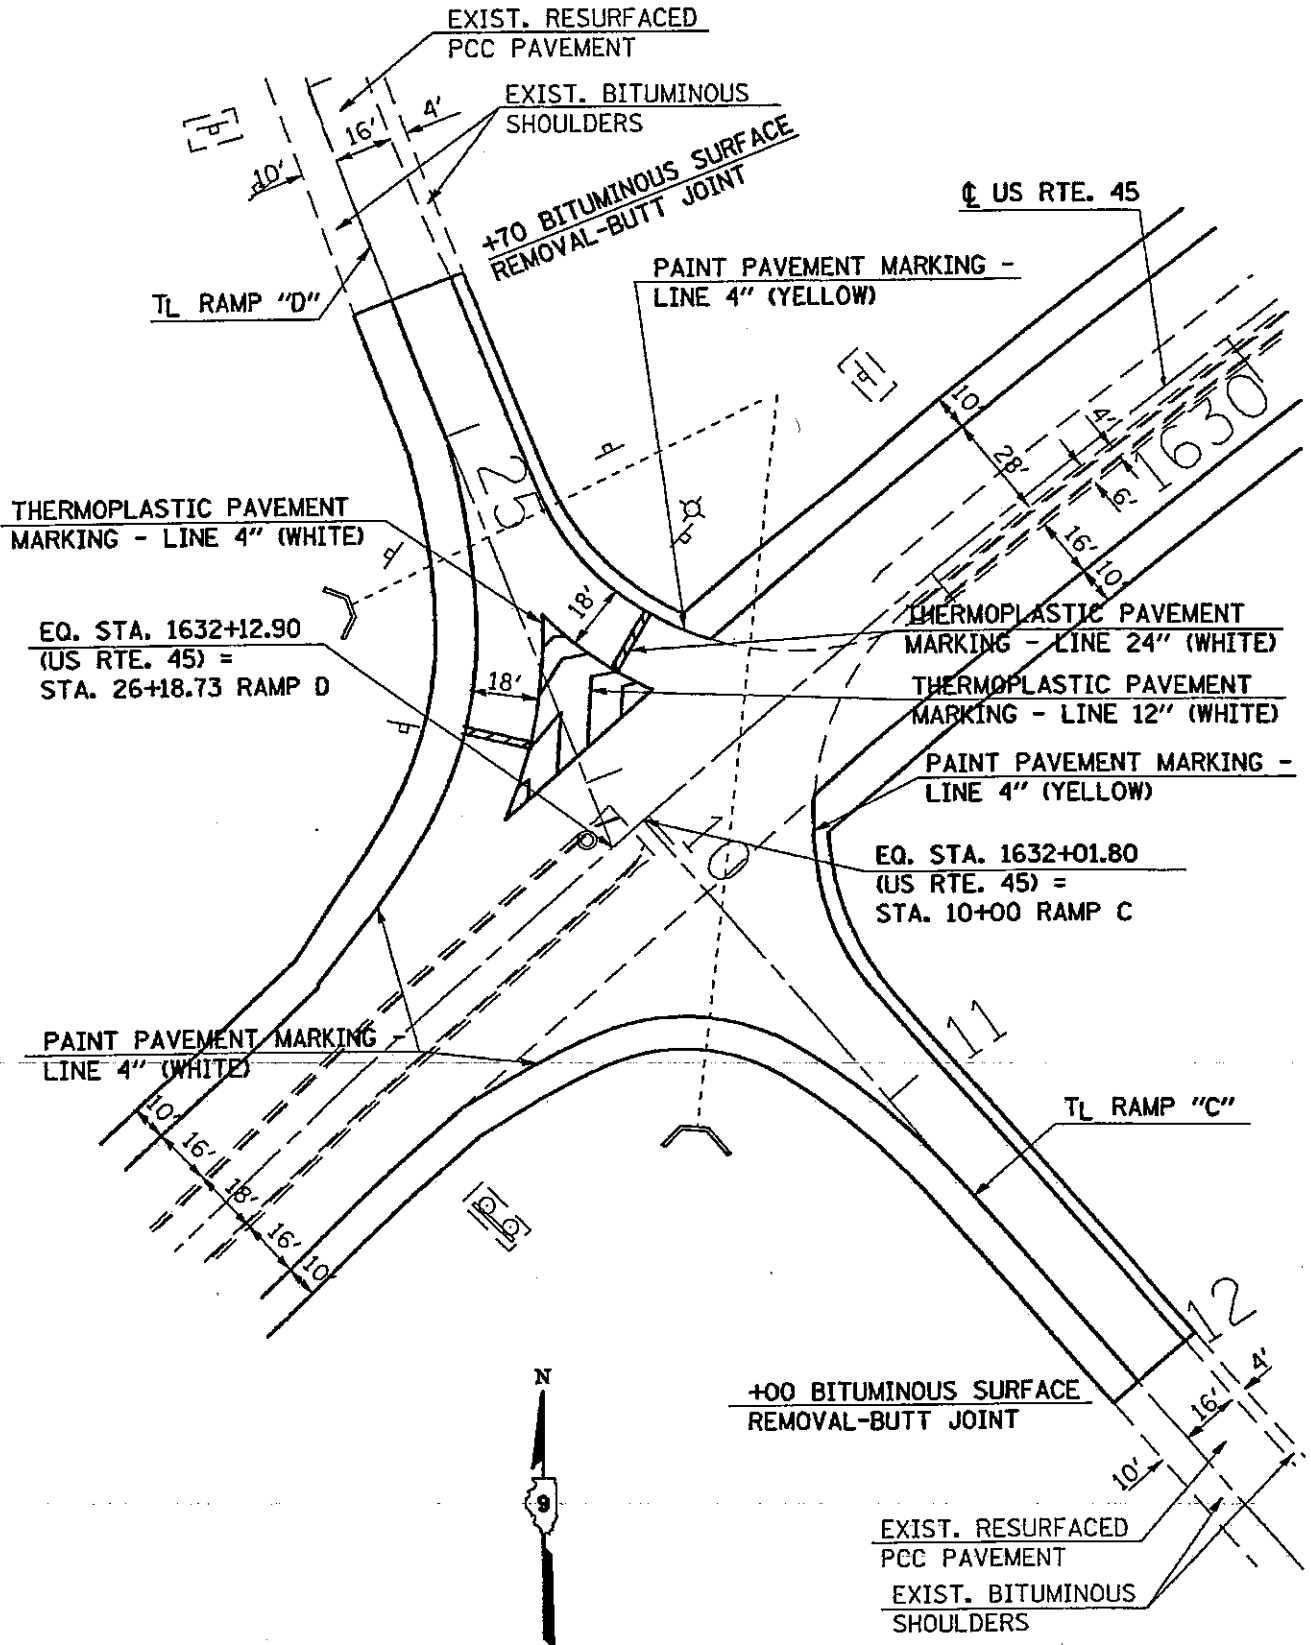 EXIST. RESURFACED
PCC PAVEMENT
EXIST. BITUMINOUS
SHOULDERS
4'
16'
10'
+70 BITUMINOUS SURFACE
REMOVAL-BUTT JOINT
℄ US RTE. 45
PAINT PAVEMENT MARKING -
LINE 4" (YELLOW)
TL RAMP "D"
10'
4'
28'
1630
6'
16'
10'
25
THERMOPLASTIC PAVEMENT
MARKING - LINE 4" (WHITE)
18'
THERMOPLASTIC PAVEMENT
MARKING - LINE 24" (WHITE)
EQ. STA. 1632+12.90
(US RTE. 45) =
STA. 26+18.73 RAMP D
18'
THERMOPLASTIC PAVEMENT
MARKING - LINE 12" (WHITE)
PAINT PAVEMENT MARKING -
LINE 4" (YELLOW)
10
EQ. STA. 1632+01.80
(US RTE. 45) =
STA. 10+00 RAMP C
11
PAINT PAVEMENT MARKING -
LINE 4" (WHITE)
TL RAMP "C"
10'
16'
18'
16'
10'
12
N
9
+00 BITUMINOUS SURFACE
REMOVAL-BUTT JOINT
4'
16'
10'
EXIST. RESURFACED
PCC PAVEMENT
EXIST. BITUMINOUS
SHOULDERS